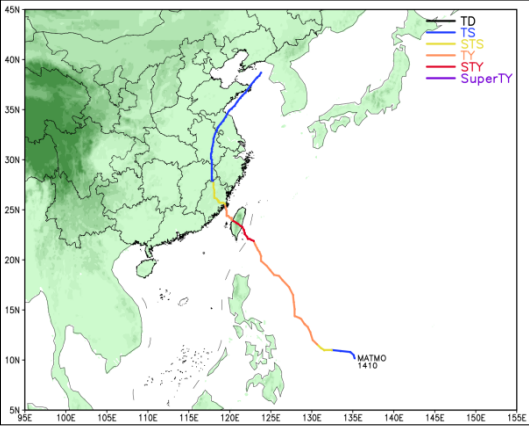 45N
TD
TS
STS
TY
STY
SuperTY
40N
35N
30N
25N
20N
15N
10N
MATMO
1410
5N
95E 100E 105E 110E 115E 120E 125E 130E 135E 140E 145E 150E 155E